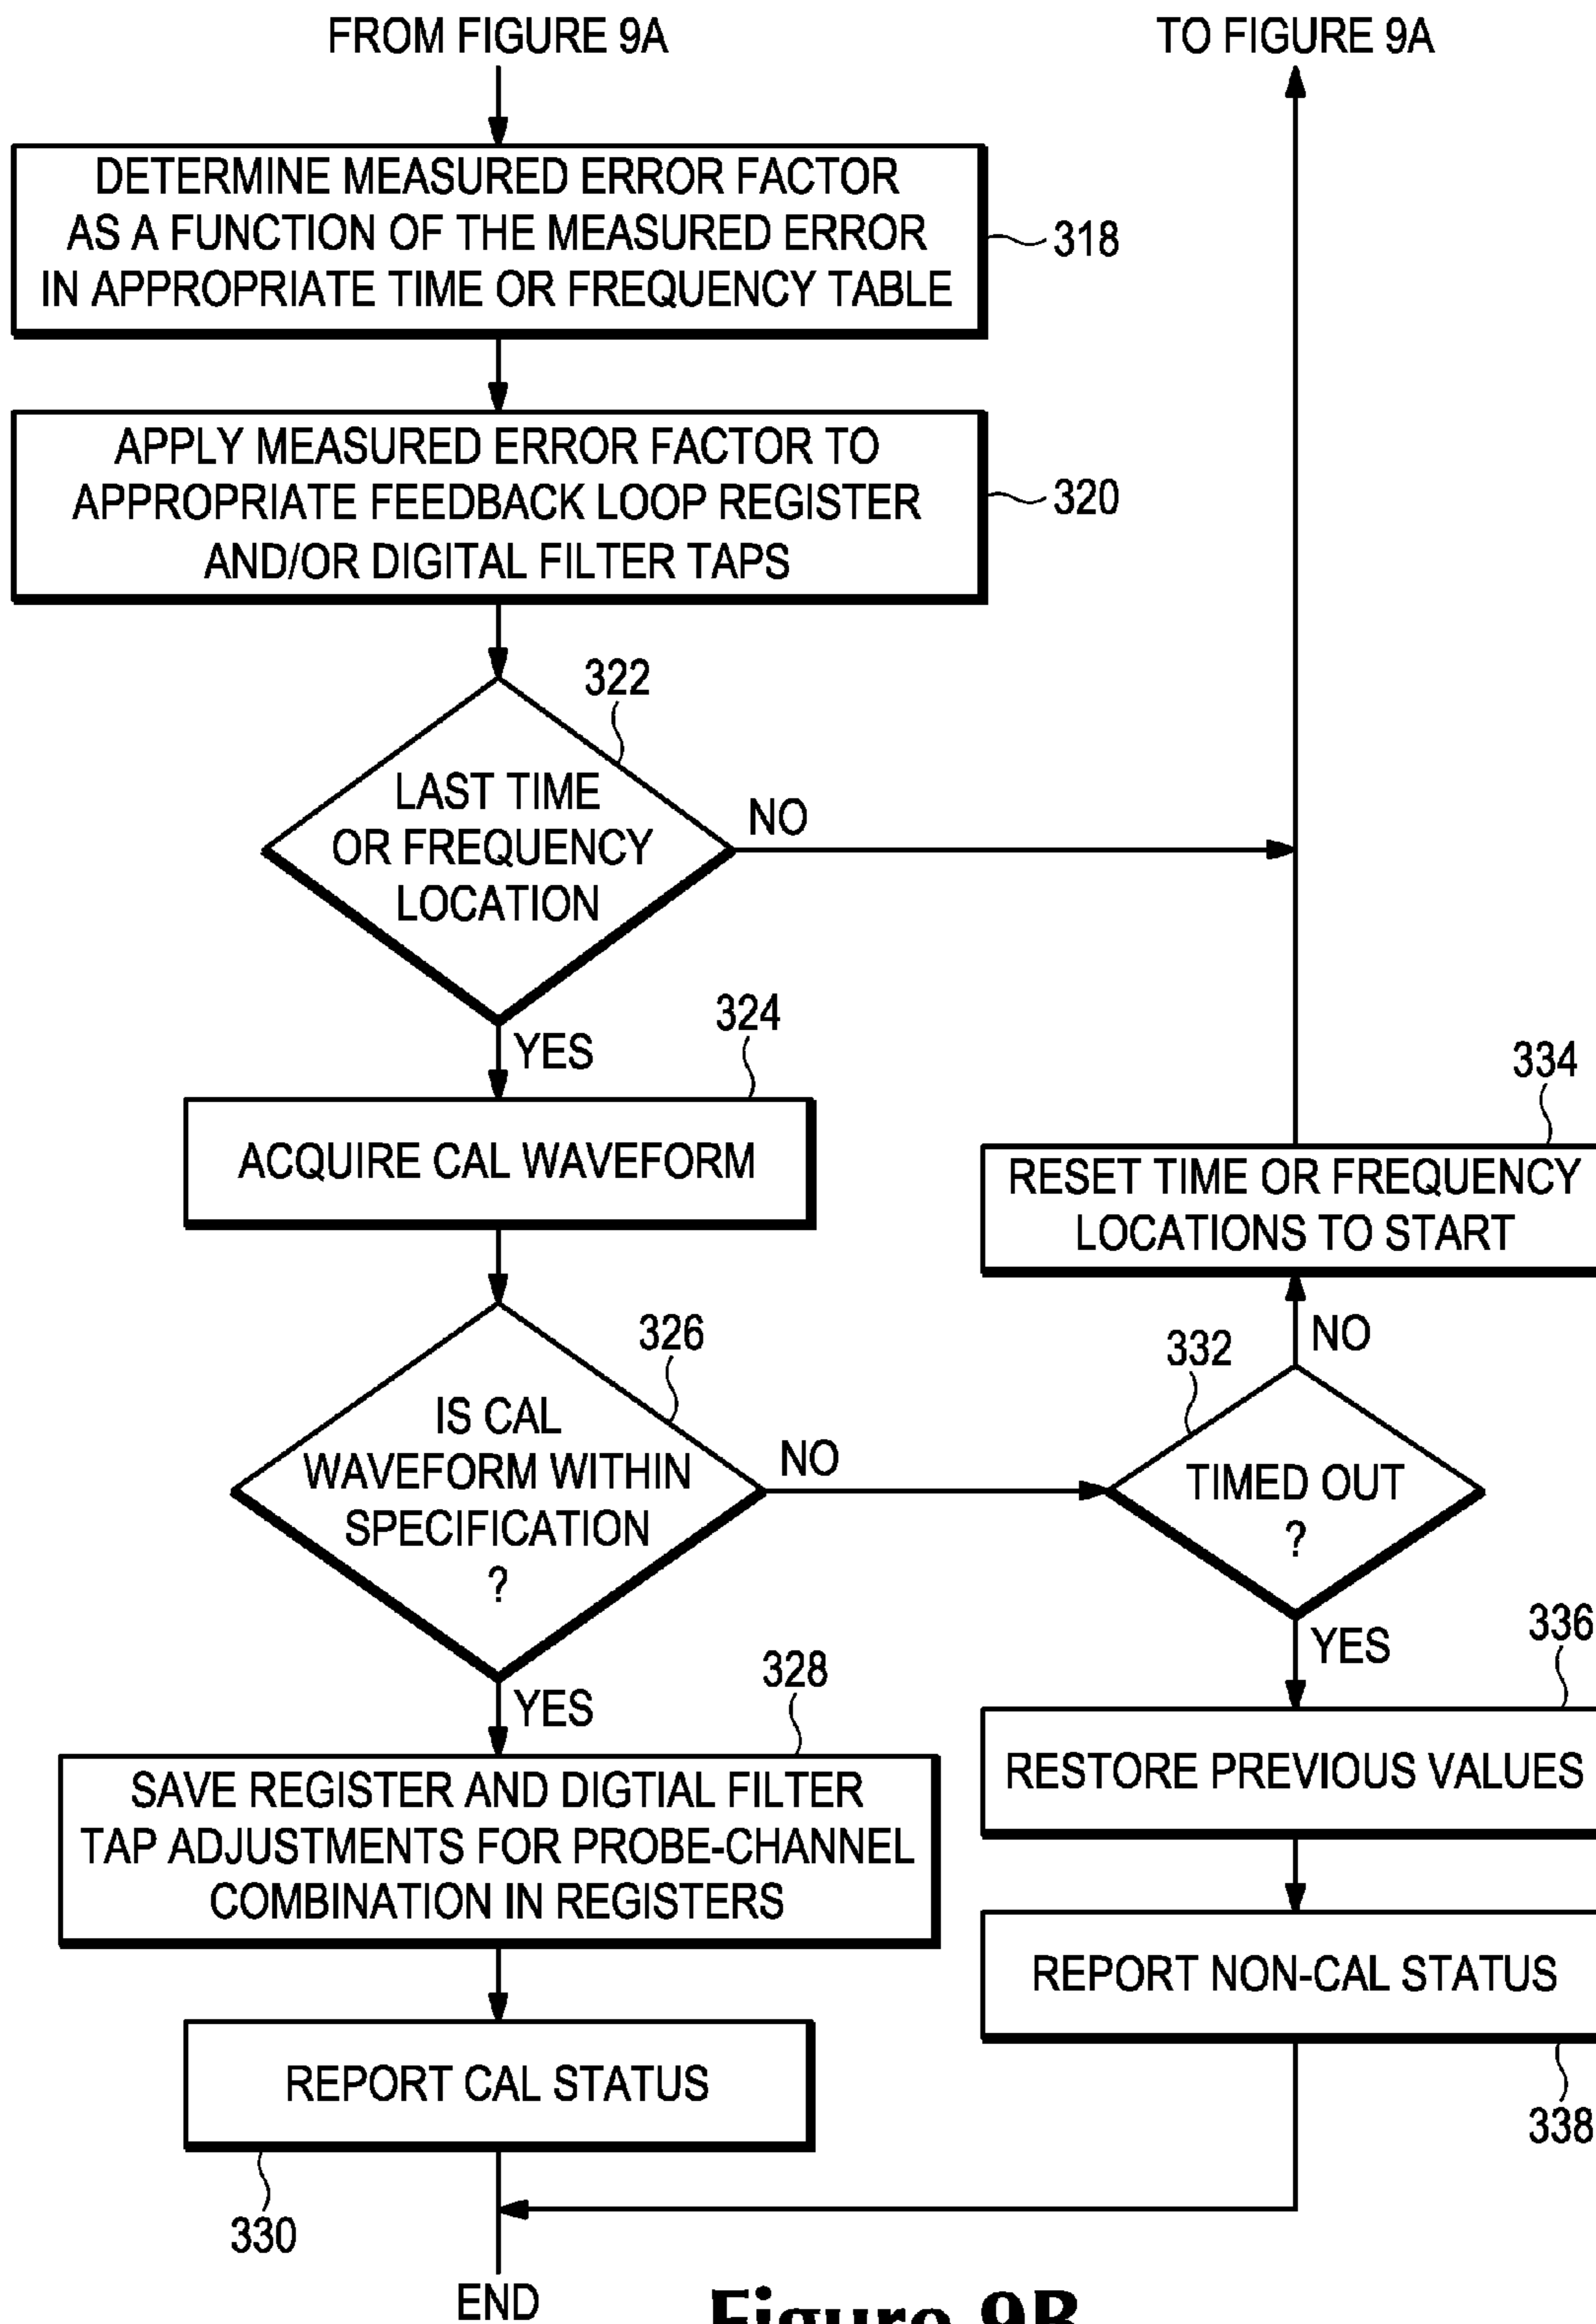 FROM FIGURE 9A
TO FIGURE 9A
DETERMINE MEASURED ERROR FACTOR
AS A FUNCTION OF THE MEASURED ERROR
IN APPROPRIATE TIME OR FREQUENCY TABLE
318
APPLY MEASURED ERROR FACTOR TO
APPROPRIATE FEEDBACK LOOP REGISTER
AND/OR DIGITAL FILTER TAPS
320
322
LAST TIME
OR FREQUENCY
LOCATION
NO
YES
324
ACQUIRE CAL WAVEFORM
334
RESET TIME OR FREQUENCY
LOCATIONS TO START
326
IS CAL
WAVEFORM WITHIN
SPECIFICATION
?
NO
YES
332
NO
TIMED OUT
?
YES
328
SAVE REGISTER AND DIGTIAL FILTER
TAP ADJUSTMENTS FOR PROBE-CHANNEL
COMBINATION IN REGISTERS
336
RESTORE PREVIOUS VALUES
REPORT NON-CAL STATUS
338
REPORT CAL STATUS
330
END
Figure 9B